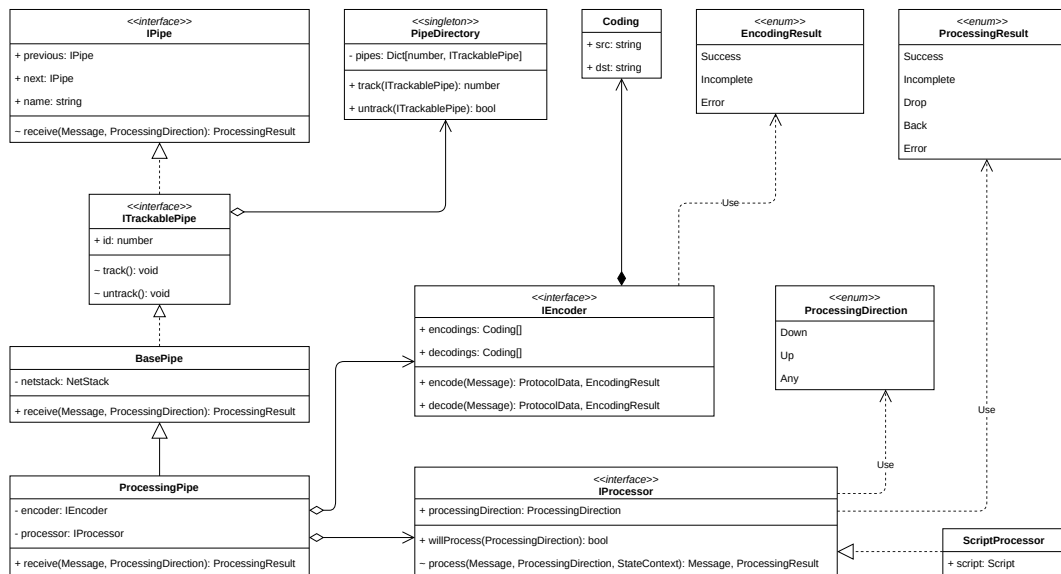 <<interface>>
IPipe
+ previous: IPipe
+ next: IPipe
+ name: string
~ receive(Message, ProcessingDirection): ProcessingResult
<<singleton>>
PipeDirectory
- pipes: Dict[number, ITrackablePipe]
+ track(ITrackablePipe): number
+ untrack(ITrackablePipe): bool
Coding
+ src: string
+ dst: string
<<enum>>
EncodingResult
Success
Incomplete
Error
<<enum>>
ProcessingResult
Success
Incomplete
Drop
Back
Error
<<interface>>
ITrackablePipe
+ id: number
~ track(): void
~ untrack(): void
Use
<<interface>>
IEncoder
+ encodings: Coding[]
+ decodings: Coding[]
+ encode(Message): ProtocolData, EncodingResult
+ decode(Message): ProtocolData, EncodingResult
<<enum>>
ProcessingDirection
Down
Up
Any
BasePipe
- netstack: NetStack
+ receive(Message, ProcessingDirection): ProcessingResult
Use
Use
ProcessingPipe
- encoder: IEncoder
- processor: IProcessor
+ receive(Message, ProcessingDirection): ProcessingResult
<<interface>>
IProcessor
+ processingDirection: ProcessingDirection
+ willProcess(ProcessingDirection): bool
~ process(Message, ProcessingDirection, StateContext): Message, ProcessingResult
ScriptProcessor
+ script: Script